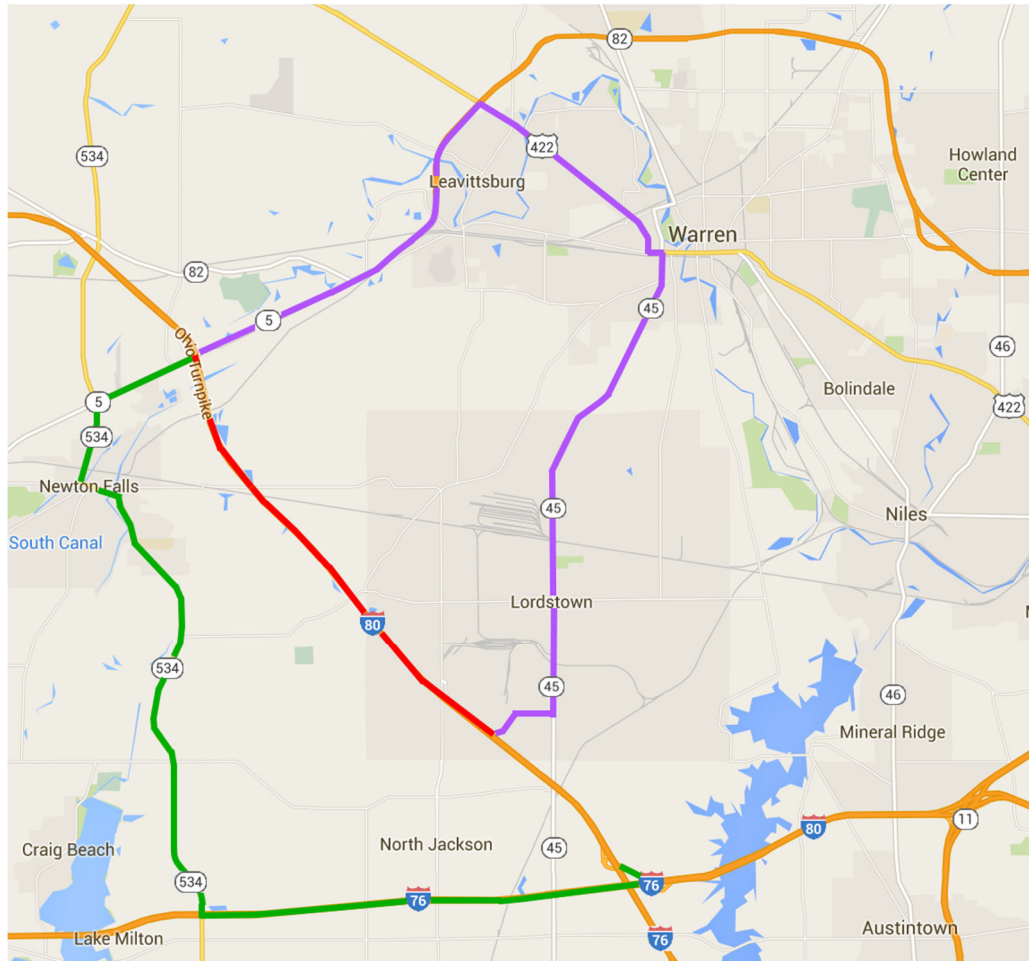 82
534
422
Howland
Center
Leavittsburg
Warren
82
5
45
46
Ohio Turnpike
Bolindale
5
422
534
Newton Falls
45
Niles
South Canal
Lordstown
80
534
45
46
Mineral Ridge
80
11
Craig Beach
North Jackson
45
534
76
76
Lake Milton
76
Austintown